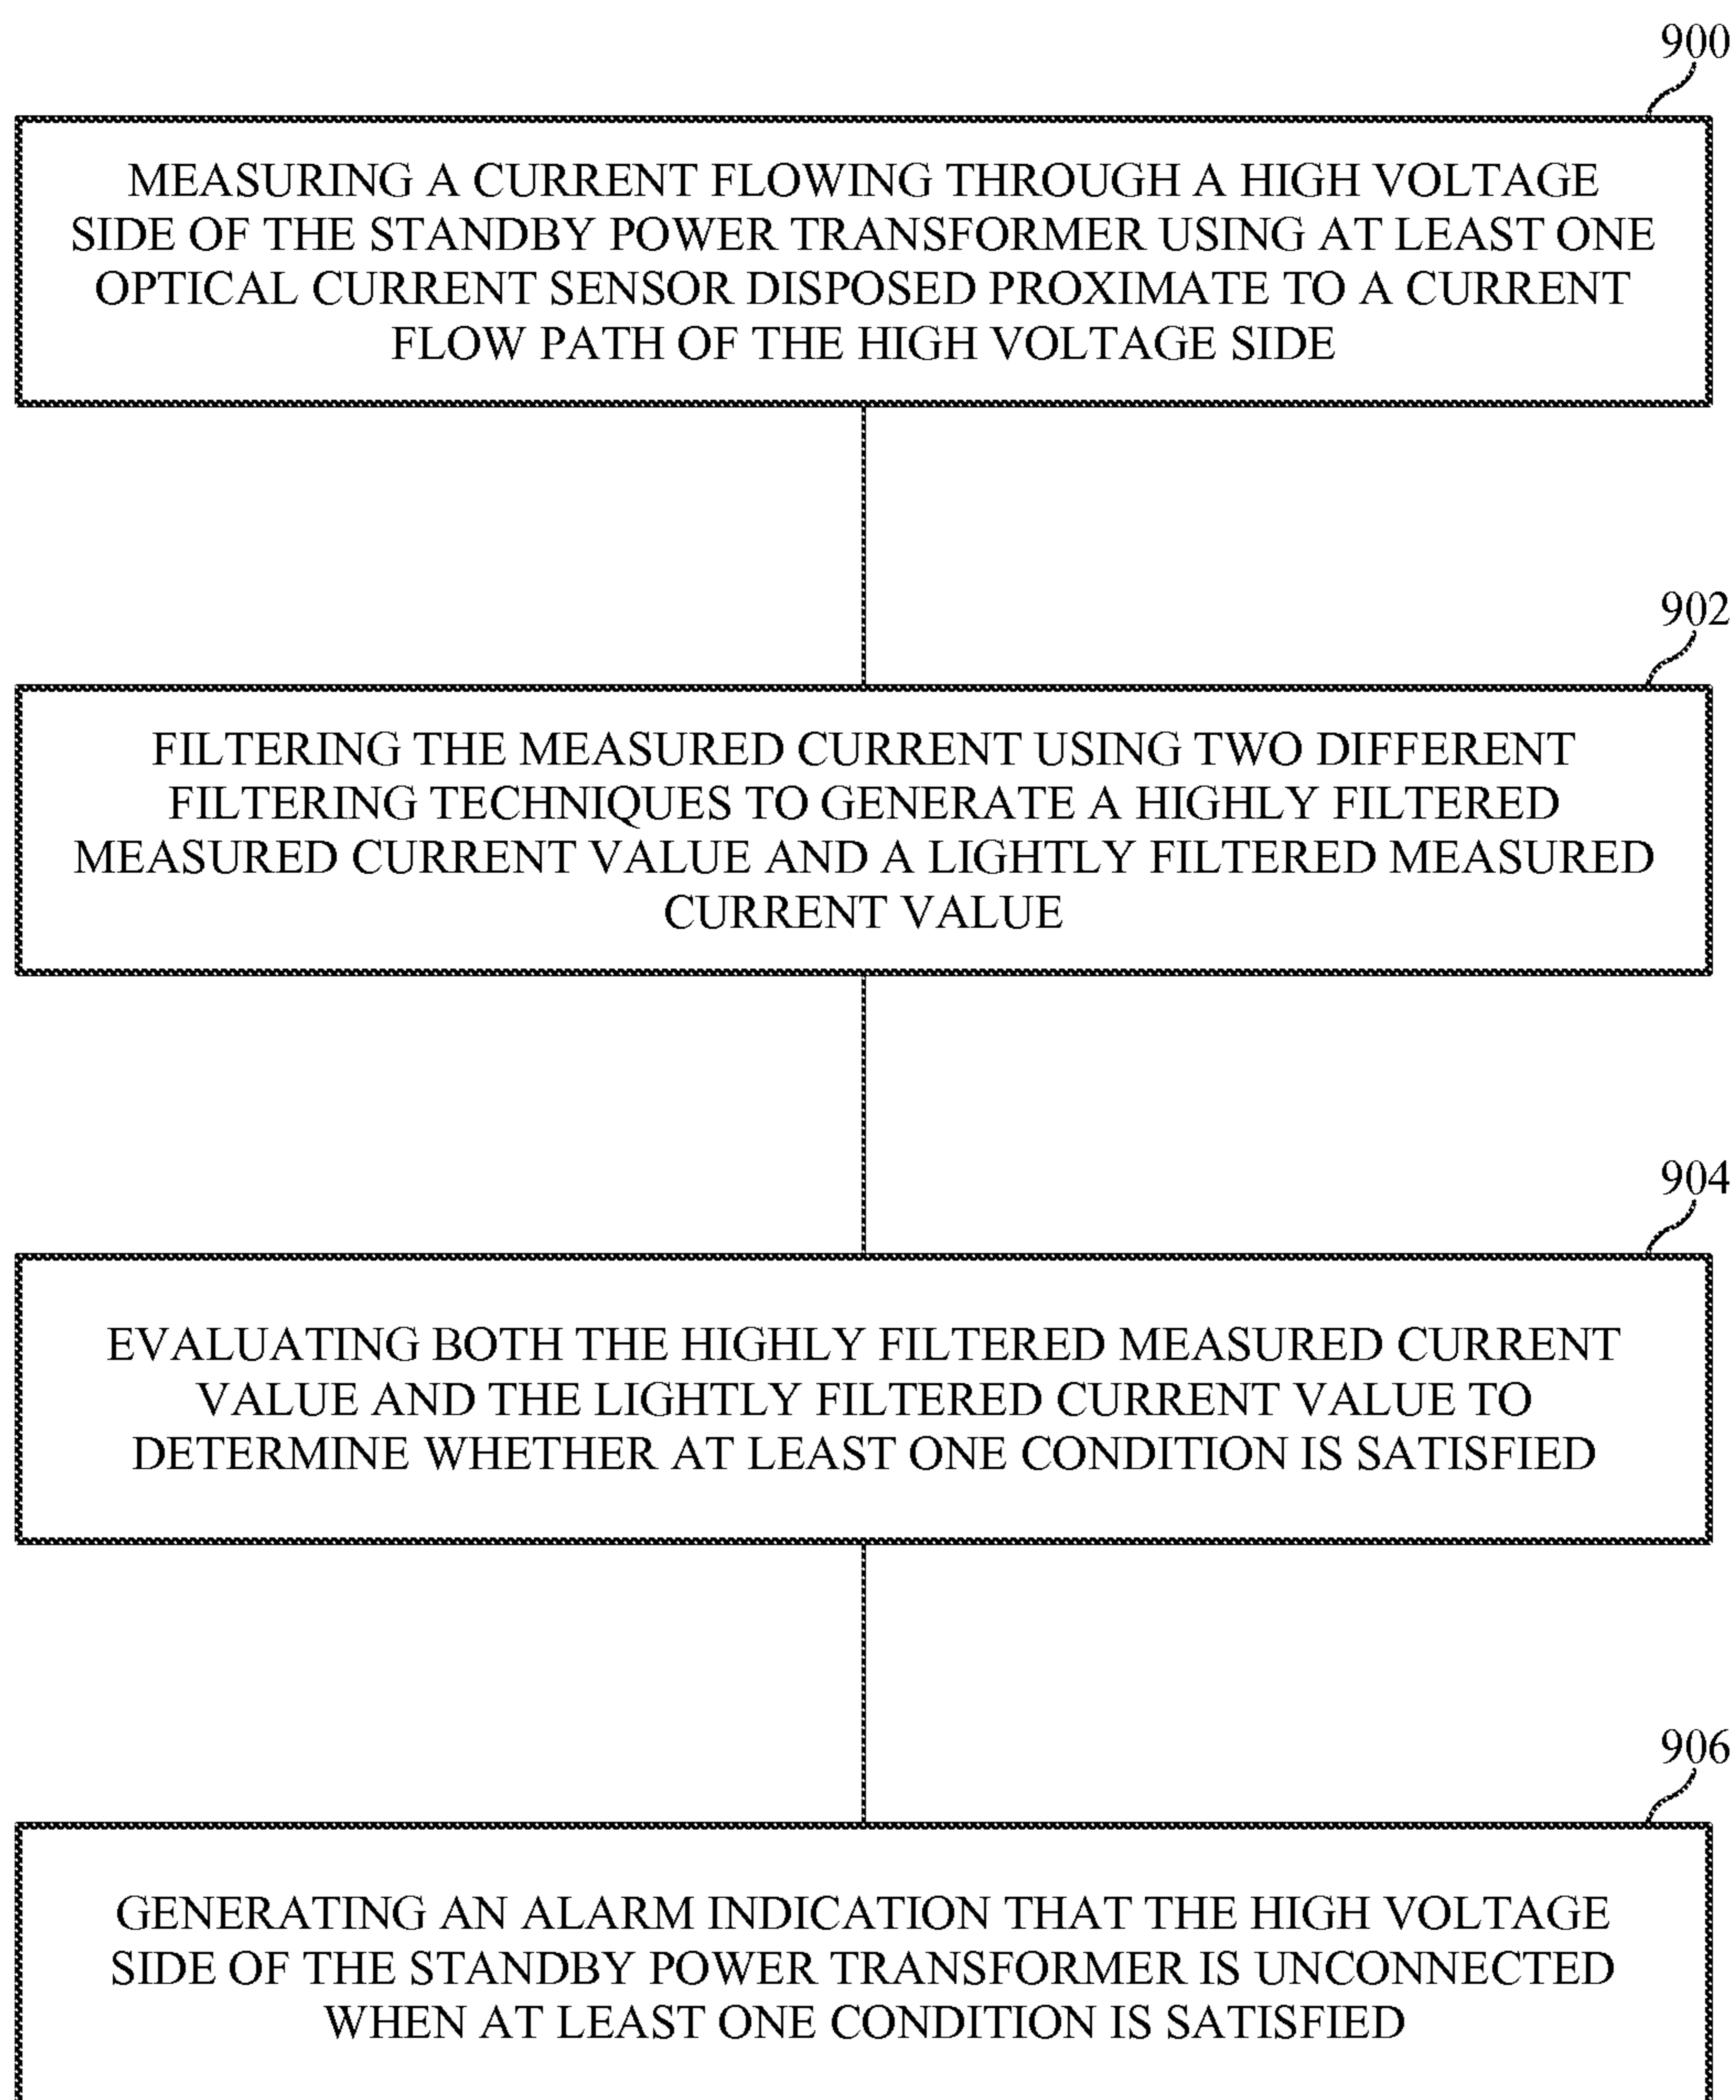 900
MEASURING A CURRENT FLOWING THROUGH A HIGH VOLTAGE
SIDE OF THE STANDBY POWER TRANSFORMER USING AT LEAST ONE
OPTICAL CURRENT SENSOR DISPOSED PROXIMATE TO A CURRENT
FLOW PATH OF THE HIGH VOLTAGE SIDE
902
FILTERING THE MEASURED CURRENT USING TWO DIFFERENT
FILTERING TECHNIQUES TO GENERATE A HIGHLY FILTERED
MEASURED CURRENT VALUE AND A LIGHTLY FILTERED MEASURED
CURRENT VALUE
904
EVALUATING BOTH THE HIGHLY FILTERED MEASURED CURRENT
VALUE AND THE LIGHTLY FILTERED CURRENT VALUE TO
DETERMINE WHETHER AT LEAST ONE CONDITION IS SATISFIED
906
GENERATING AN ALARM INDICATION THAT THE HIGH VOLTAGE
SIDE OF THE STANDBY POWER TRANSFORMER IS UNCONNECTED
WHEN AT LEAST ONE CONDITION IS SATISFIED